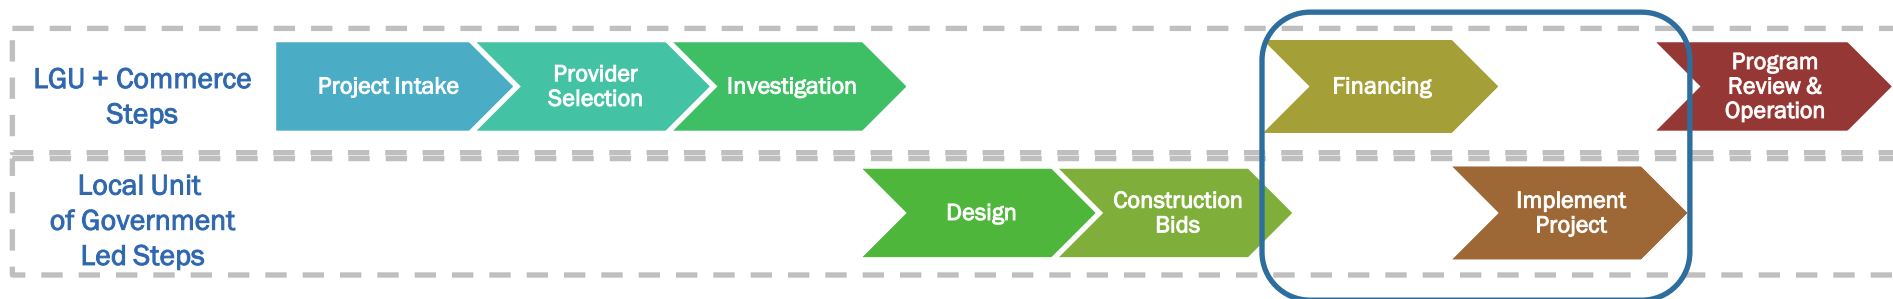 LGU + Commerce
Steps
Project Intake
Provider
Selection
Investigation
Financing
Program
Review &
Operation
Local Unit
of Government
Led Steps
Design
Construction
Bids
Implement
Project